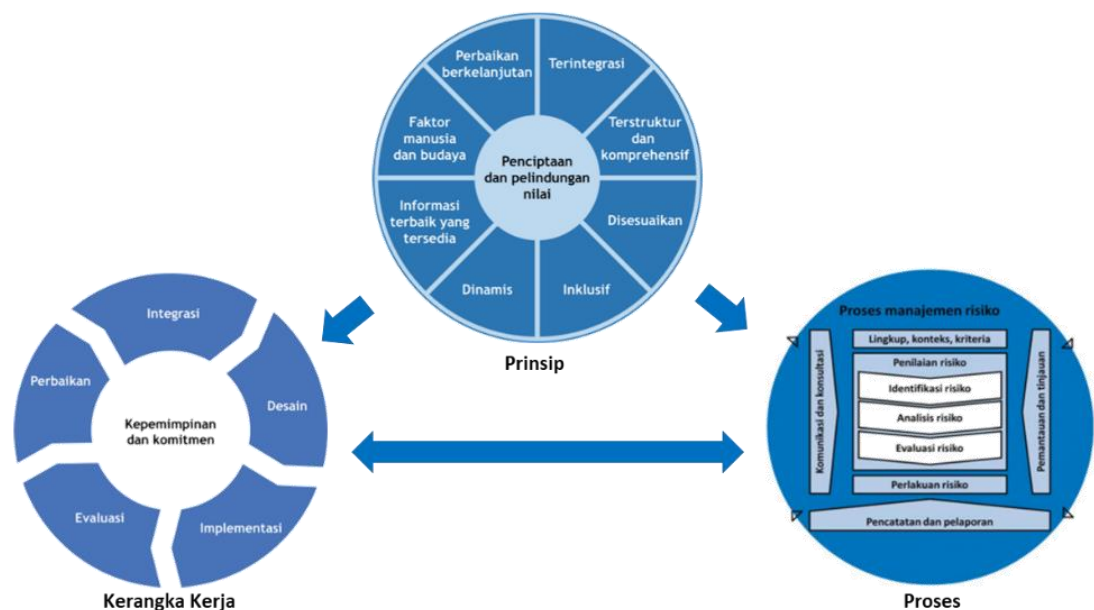 Perbaikan
berkelanjutan
Terintegrasi
Faktor
manusia
dan budaya
Terstruktur
dan
komprehensif
Penciptaan
dan pelindungan
nilai
Informasi
terbaik yang
tersedia
Disesuaikan
Dinamis
Inklusif
Prinsip
Integrasi
Perbaikan
Desain
Kepemimpinan
dan komitmen
Evaluasi
Implementasi
Kerangka Kerja
Proses manajemen risiko
Lingkup, konteks, kriteria
Komunikasi dan konsultasi
Penilaian risiko
Identifikasi risiko
Analisis risiko
Evaluasi risiko
Pemantauan dan tinjauan
Perlakuan risiko
Pencatatan dan pelaporan
Proses